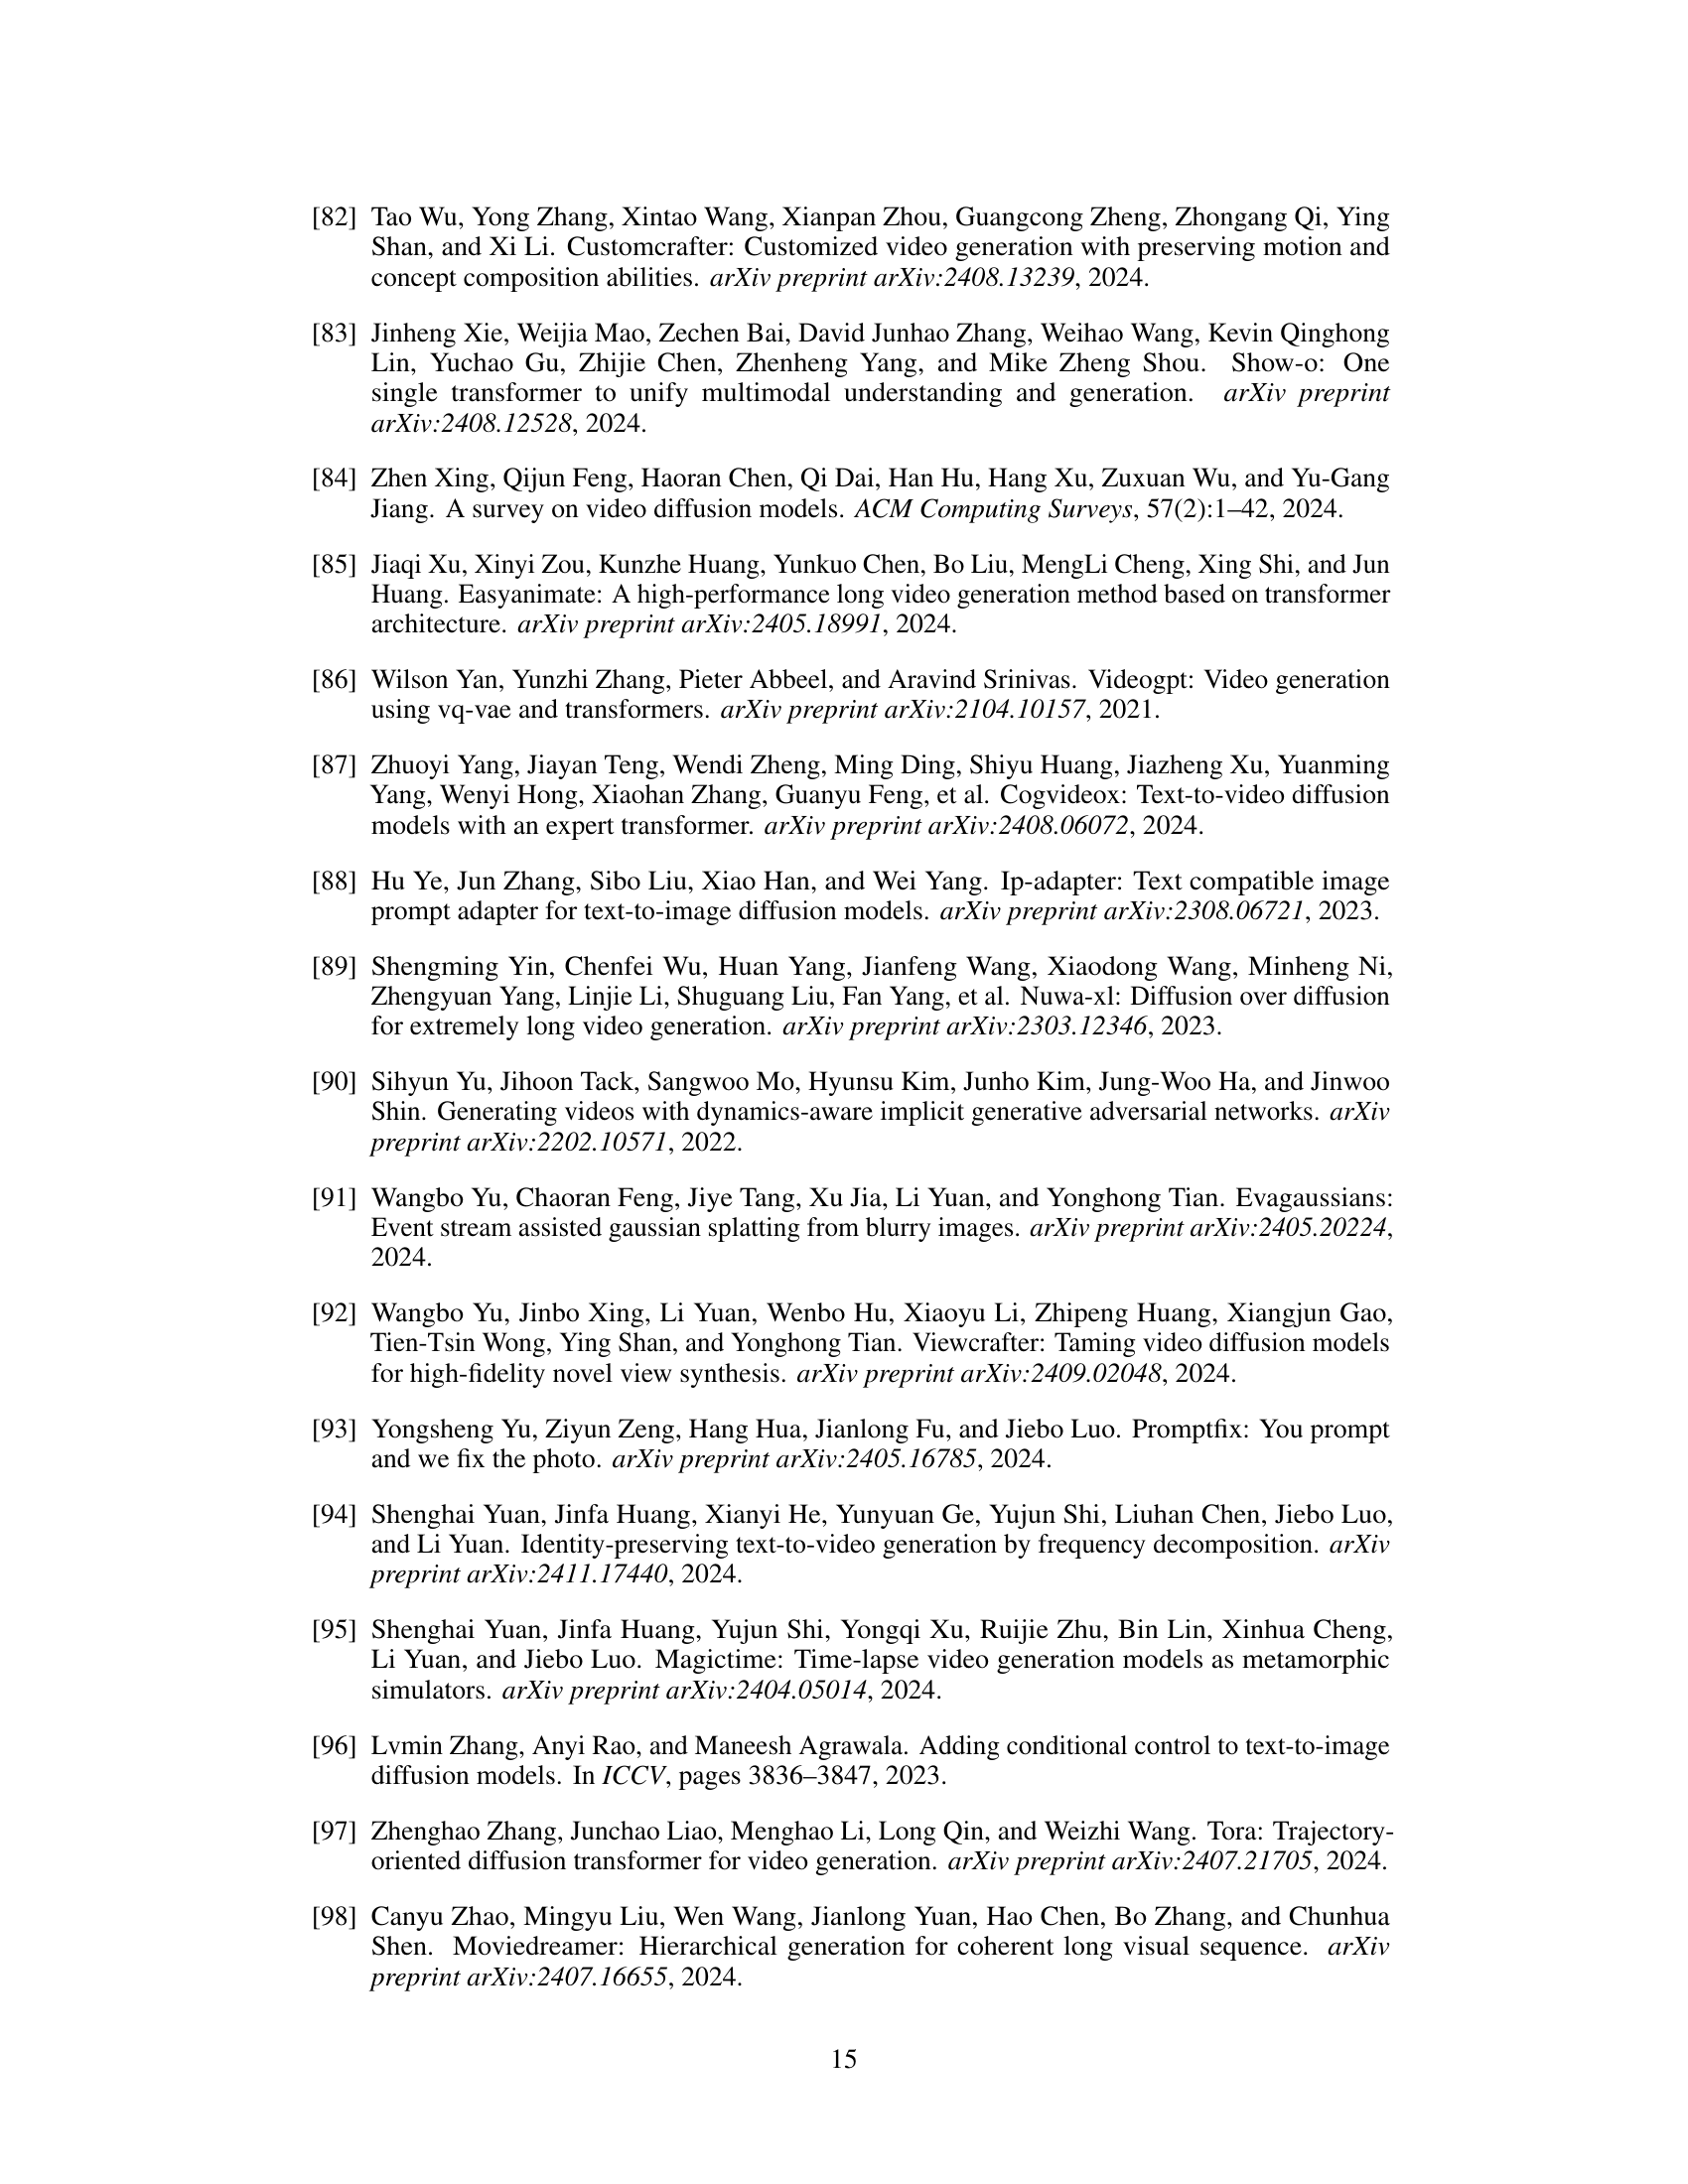 [82] Tao Wu, Yong Zhang, Xintao Wang, Xianpan Zhou, Guangcong Zheng, Zhongang Qi, Ying
Shan, and Xi Li. Customcrafter: Customized video generation with preserving motion and
concept composition abilities. arXiv preprint arXiv:2408.13239, 2024.
[83] Jinheng Xie, Weijia Mao, Zechen Bai, David Junhao Zhang, Weihao Wang, Kevin Qinghong
Lin, Yuchao Gu, Zhijie Chen, Zhenheng Yang, and Mike Zheng Shou. Show-o: One
single transformer to unify multimodal understanding and generation. arXiv preprint
arXiv:2408.12528, 2024.
[84] Zhen Xing, Qijun Feng, Haoran Chen, Qi Dai, Han Hu, Hang Xu, Zuxuan Wu, and Yu-Gang
Jiang. A survey on video diffusion models. ACM Computing Surveys, 57(2):1–42, 2024.
[85] Jiaqi Xu, Xinyi Zou, Kunzhe Huang, Yunkuo Chen, Bo Liu, MengLi Cheng, Xing Shi, and Jun
Huang. Easyanimate: A high-performance long video generation method based on transformer
architecture. arXiv preprint arXiv:2405.18991, 2024.
[86] Wilson Yan, Yunzhi Zhang, Pieter Abbeel, and Aravind Srinivas. Videogpt: Video generation
using vq-vae and transformers. arXiv preprint arXiv:2104.10157, 2021.
[87] Zhuoyi Yang, Jiayan Teng, Wendi Zheng, Ming Ding, Shiyu Huang, Jiazheng Xu, Yuanming
Yang, Wenyi Hong, Xiaohan Zhang, Guanyu Feng, et al. Cogvideox: Text-to-video diffusion
models with an expert transformer. arXiv preprint arXiv:2408.06072, 2024.
[88] Hu Ye, Jun Zhang, Sibo Liu, Xiao Han, and Wei Yang. Ip-adapter: Text compatible image
prompt adapter for text-to-image diffusion models. arXiv preprint arXiv:2308.06721, 2023.
[89] Shengming Yin, Chenfei Wu, Huan Yang, Jianfeng Wang, Xiaodong Wang, Minheng Ni,
Zhengyuan Yang, Linjie Li, Shuguang Liu, Fan Yang, et al. Nuwa-xl: Diffusion over diffusion
for extremely long video generation. arXiv preprint arXiv:2303.12346, 2023.
[90] Sihyun Yu, Jihoon Tack, Sangwoo Mo, Hyunsu Kim, Junho Kim, Jung-Woo Ha, and Jinwoo
Shin. Generating videos with dynamics-aware implicit generative adversarial networks. arXiv
preprint arXiv:2202.10571, 2022.
[91] Wangbo Yu, Chaoran Feng, Jiye Tang, Xu Jia, Li Yuan, and Yonghong Tian. Evagaussians:
Event stream assisted gaussian splatting from blurry images. arXiv preprint arXiv:2405.20224,
2024.
[92] Wangbo Yu, Jinbo Xing, Li Yuan, Wenbo Hu, Xiaoyu Li, Zhipeng Huang, Xiangjun Gao,
Tien-Tsin Wong, Ying Shan, and Yonghong Tian. Viewcrafter: Taming video diffusion models
for high-fidelity novel view synthesis. arXiv preprint arXiv:2409.02048, 2024.
[93] Yongsheng Yu, Ziyun Zeng, Hang Hua, Jianlong Fu, and Jiebo Luo. Promptfix: You prompt
and we fix the photo. arXiv preprint arXiv:2405.16785, 2024.
[94] Shenghai Yuan, Jinfa Huang, Xianyi He, Yunyuan Ge, Yujun Shi, Liuhan Chen, Jiebo Luo,
and Li Yuan. Identity-preserving text-to-video generation by frequency decomposition. arXiv
preprint arXiv:2411.17440, 2024.
[95] Shenghai Yuan, Jinfa Huang, Yujun Shi, Yongqi Xu, Ruijie Zhu, Bin Lin, Xinhua Cheng,
Li Yuan, and Jiebo Luo. Magictime: Time-lapse video generation models as metamorphic
simulators. arXiv preprint arXiv:2404.05014, 2024.
[96] Lvmin Zhang, Anyi Rao, and Maneesh Agrawala. Adding conditional control to text-to-image
diffusion models. In ICCV, pages 3836–3847, 2023.
[97] Zhenghao Zhang, Junchao Liao, Menghao Li, Long Qin, and Weizhi Wang. Tora: Trajectory-
oriented diffusion transformer for video generation. arXiv preprint arXiv:2407.21705, 2024.
[98] Canyu Zhao, Mingyu Liu, Wen Wang, Jianlong Yuan, Hao Chen, Bo Zhang, and Chunhua
Shen. Moviedreamer: Hierarchical generation for coherent long visual sequence. arXiv
preprint arXiv:2407.16655, 2024.
15